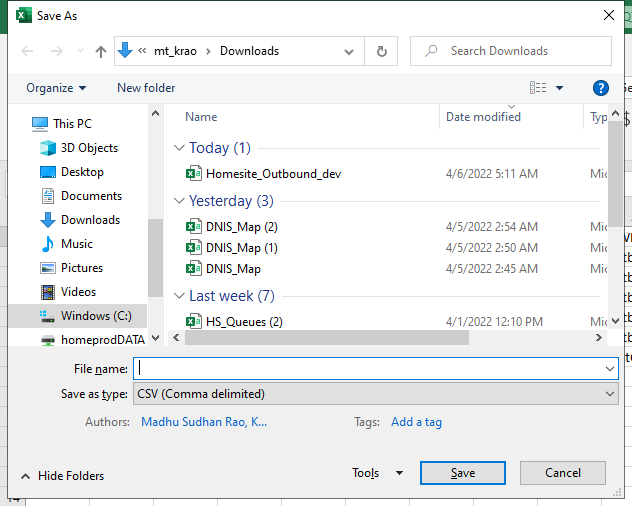 Save As
« mt_krao > Downloads
Search Downloads
Organize
New folder
?
This PC
3D Objects
Desktop
Documents
Downloads
Music
Pictures
Videos
Windows (C:)
homeprodDATA
Name
Date modified
Typ
Today (1)
Homesite_Outbound_dev 4/6/2022 5:11 AM Mic
Yesterday (3)
DNIS_Map (2) 4/5/2022 2:54 AM Mic
DNIS_Map (1) 4/5/2022 2:50 AM Mic
DNIS_Map 4/5/2022 2:45 AM Mic
Last week (7)
HS_Queues (2) 4/1/2022 12:10 PM Mic
File name:
Save as type: CSV (Comma delimited)
Authors: Madhu Sudhan Rao, K...
Tags: Add a tag
Hide Folders
Tools
Save
Cancel
14